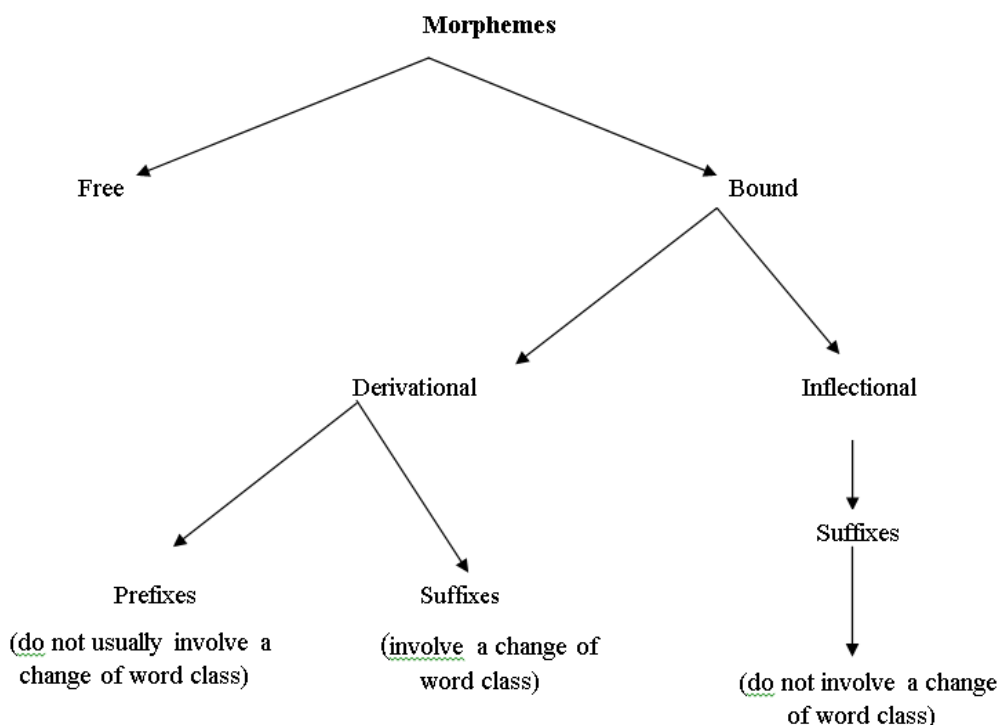 Morphemes
Free
Bound
Derivational
Inflectional
Suffixes
Prefixes
(do not usually involve a
change of word class)
Suffixes
(involve a change of
word class)
(do not involve a change
of word class)